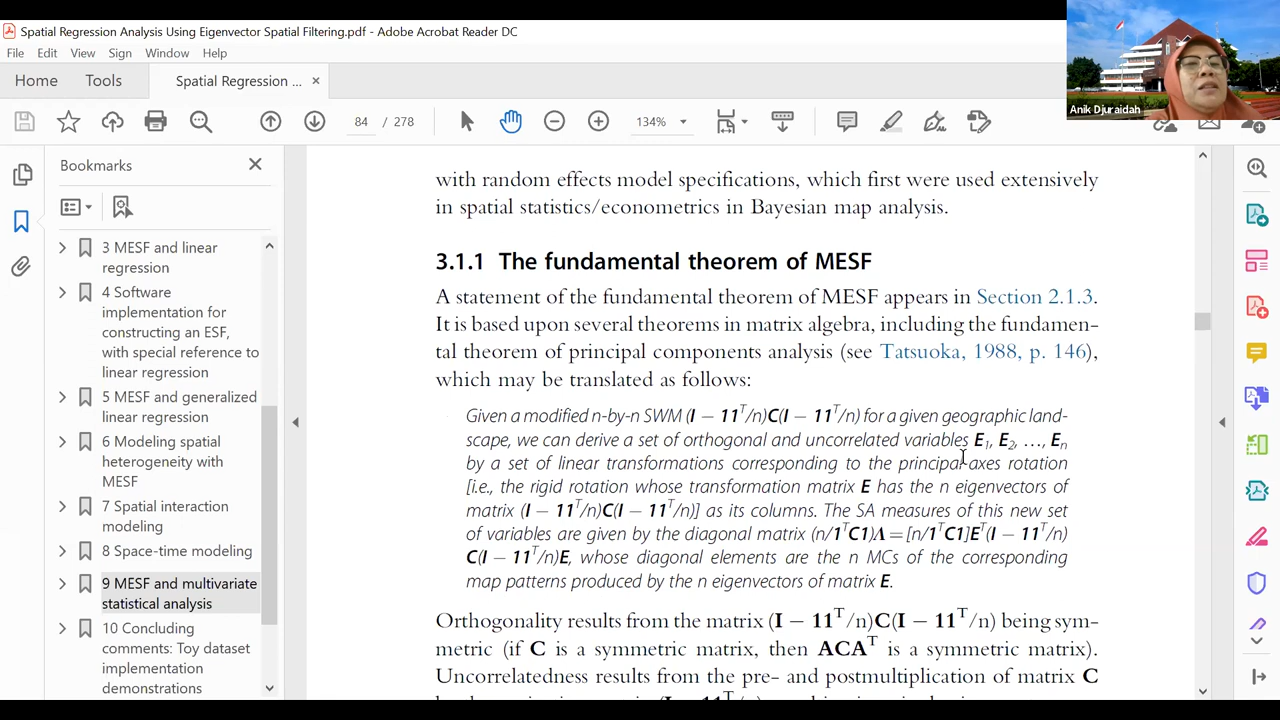 Spatial Regression Analysis Using Eigenvector Spatial Filtering.pdf - Adobe Acrobat Reader DC
File Edit View Sign Window Help
Home Tools Spatial Regression ... ×
84 / 278 134%
Anik Djuraidah
Bookmarks
3 MESF and linear
regression
4 Software
implementation for
constructing an ESF,
with special reference to
linear regression
5 MESF and generalized
linear regression
6 Modeling spatial
heterogeneity with
MESF
7 Spatial interaction
modeling
8 Space-time modeling
9 MESF and multivariate
statistical analysis
10 Concluding
comments: Toy dataset
implementation
demonstrations
with random effects model specifications, which first were used extensively
in spatial statistics/econometrics in Bayesian map analysis.
3.1.1 The fundamental theorem of MESF
A statement of the fundamental theorem of MESF appears in Section 2.1.3.
It is based upon several theorems in matrix algebra, including the fundamen-
tal theorem of principal components analysis (see Tatsuoka, 1988, p. 146),
which may be translated as follows:
Given a modified n-by-n SWM (I − 11ᵀ/n)C(I − 11ᵀ/n) for a given geographic land-
scape, we can derive a set of orthogonal and uncorrelated variables E₁, E₂, …, Eₙ
by a set of linear transformations corresponding to the principal-axes rotation
[i.e., the rigid rotation whose transformation matrix E has the n eigenvectors of
matrix (I − 11ᵀ/n)C(I − 11ᵀ/n)] as its columns. The SA measures of this new set
of variables are given by the diagonal matrix (n/1ᵀC1)Λ = [n/1ᵀC1]Eᵀ(I − 11ᵀ/n)
C(I − 11ᵀ/n)E, whose diagonal elements are the n MCs of the corresponding
map patterns produced by the n eigenvectors of matrix E.
Orthogonality results from the matrix (I − 11ᵀ/n)C(I − 11ᵀ/n) being sym-
metric (if C is a symmetric matrix, then ACAᵀ is a symmetric matrix).
Uncorrelatedness results from the pre- and postmultiplication of matrix C